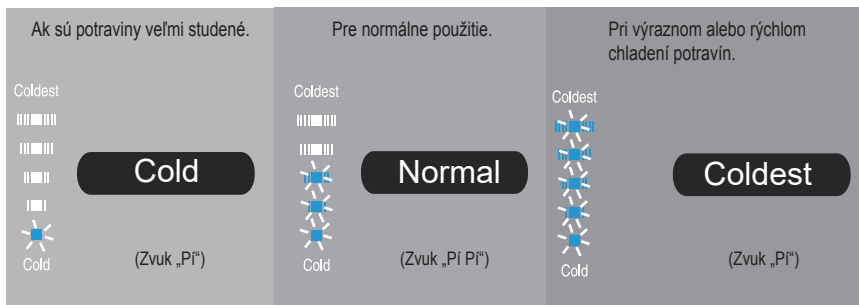 Ak sú potraviny veľmi studené.
Coldest
Cold
Cold
(Zvuk „Pí“)
Pre normálne použitie.
Coldest
Normal
Cold
(Zvuk „Pí Pí“)
Pri výraznom alebo rýchlom
chladení potravín.
Coldest
Coldest
Cold
(Zvuk „Pí“)